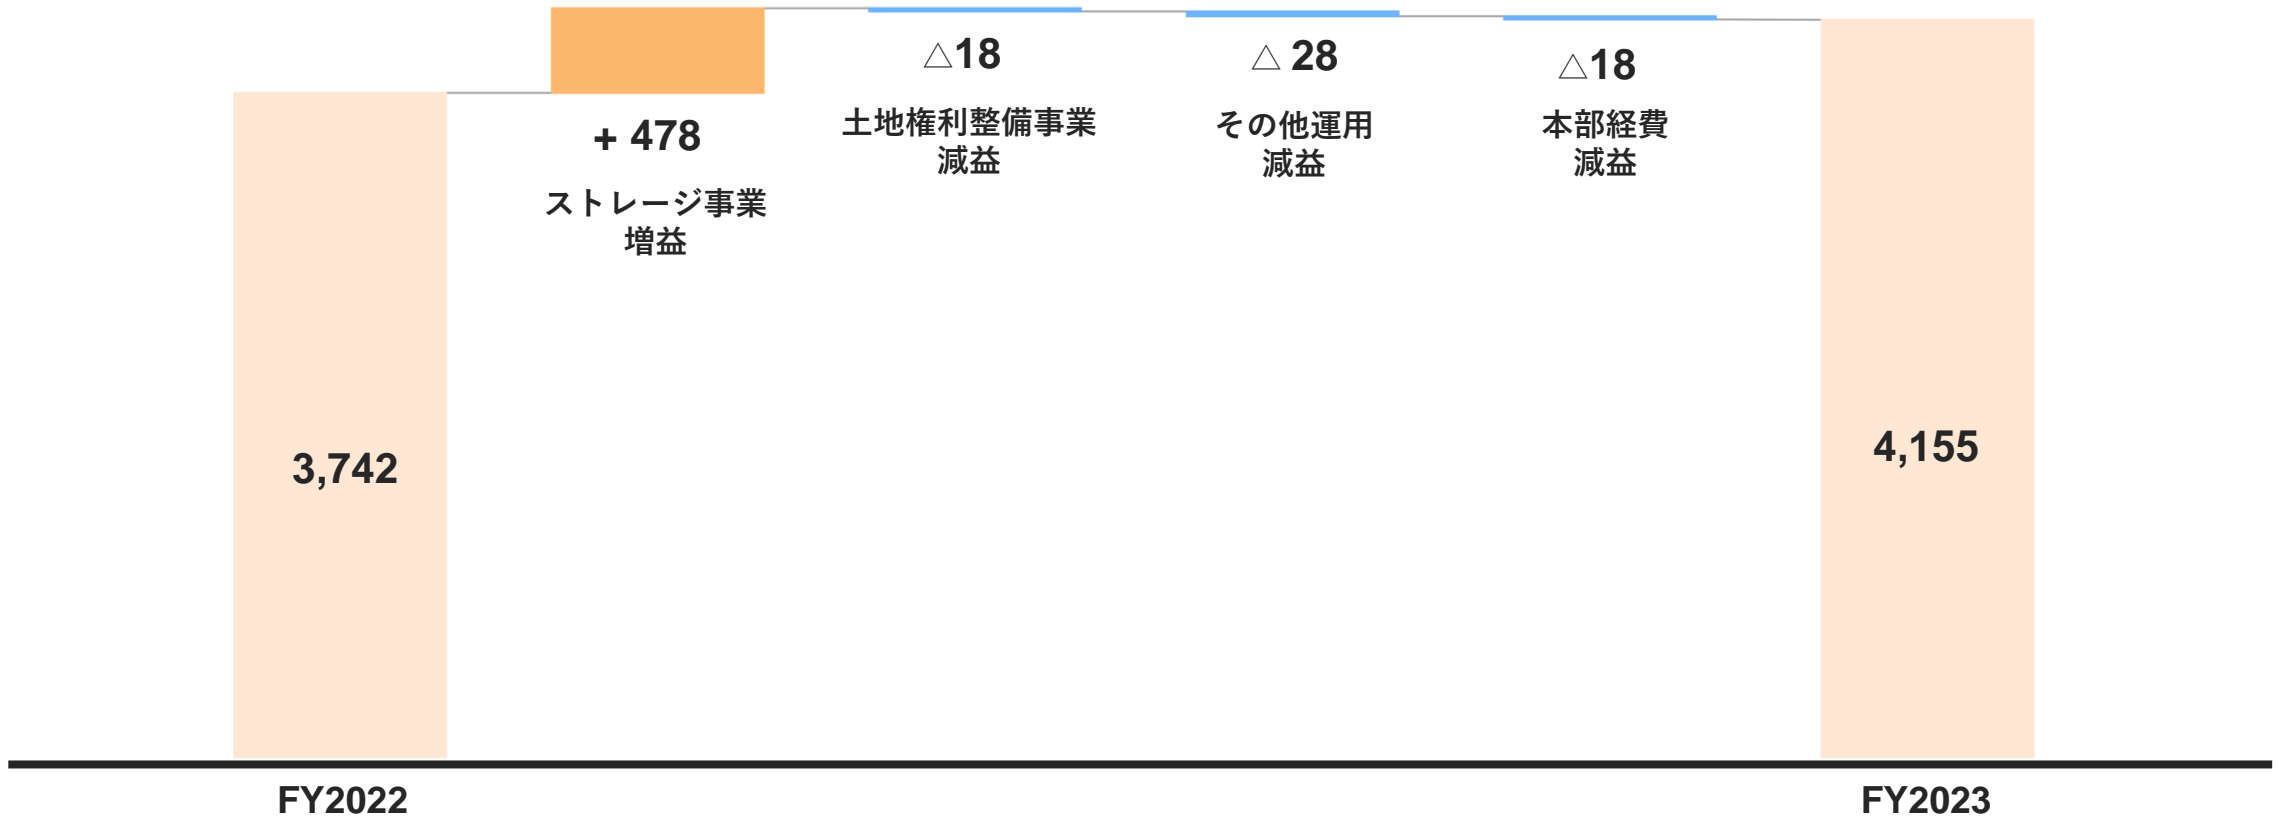 △18
△ 28
△18
+ 478
土地権利整備事業
減益
その他運用
減益
本部経費
減益
ストレージ事業
増益
3,742
4,155
FY2022
FY2023